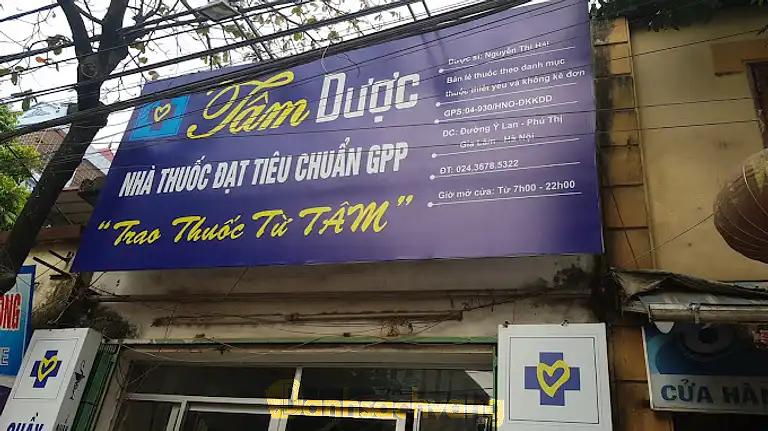 Tâm Dược
NHÀ THUỐC ĐẠT TIÊU CHUẨN GPP
"Trao Thuốc Từ TÂM"
Dược sĩ: Nguyễn Thị Hải
Bán lẻ thuốc theo danh mục
thuốc thiết yếu và không kê đơn
GPS:04-930/HNO-ĐKKDD
ĐC: Đường Ỷ Lan - Phú Thị
Gia Lâm - Hà Nội
ĐT: 024.3678.5322
Giờ mở cửa: Từ 7h00 - 22h00
QUẦY
CỬA HÀN